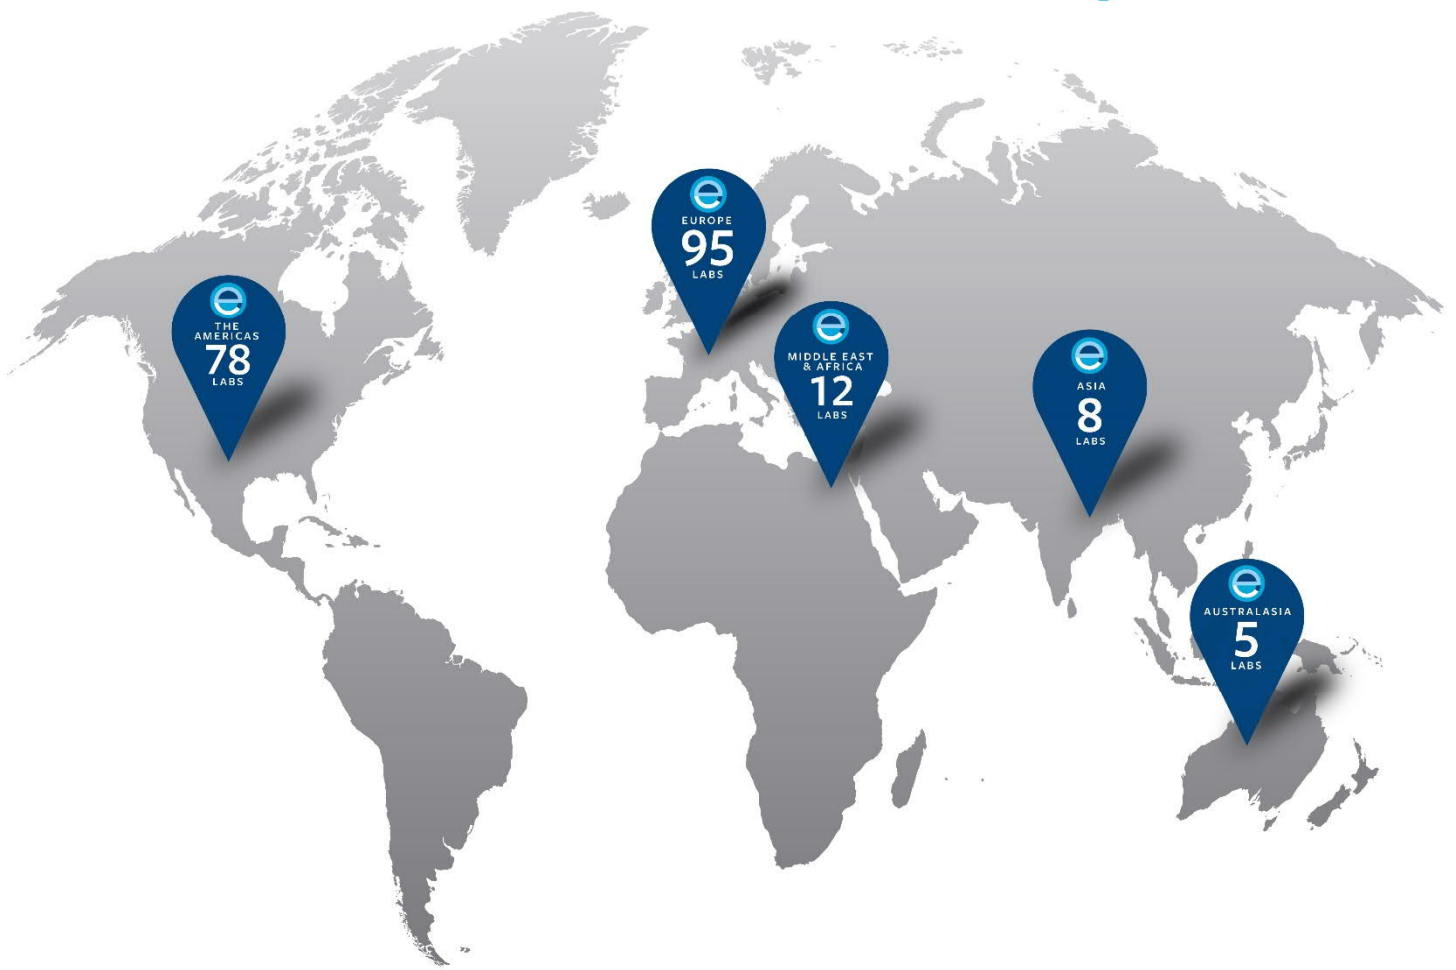 EUROPE
95
LABS
THE
AMERICAS
78
LABS
MIDDLE EAST
& AFRICA
12
LABS
ASIA
8
LABS
AUSTRALASIA
5
LABS